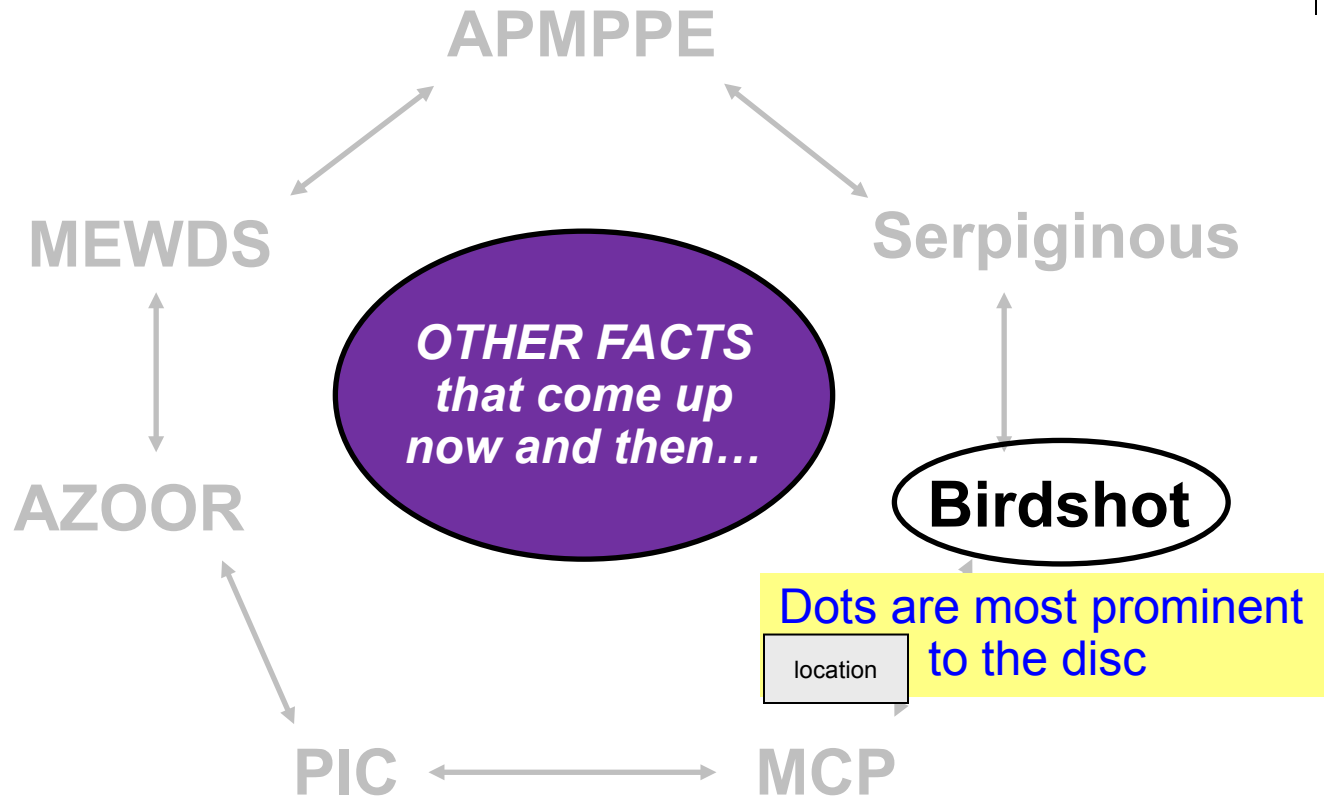 APMPPE
MEWDS
Serpiginous
OTHER FACTS
that come up
now and then…
AZOOR
Birdshot
Dots are most prominent
location to the disc
PIC
MCP